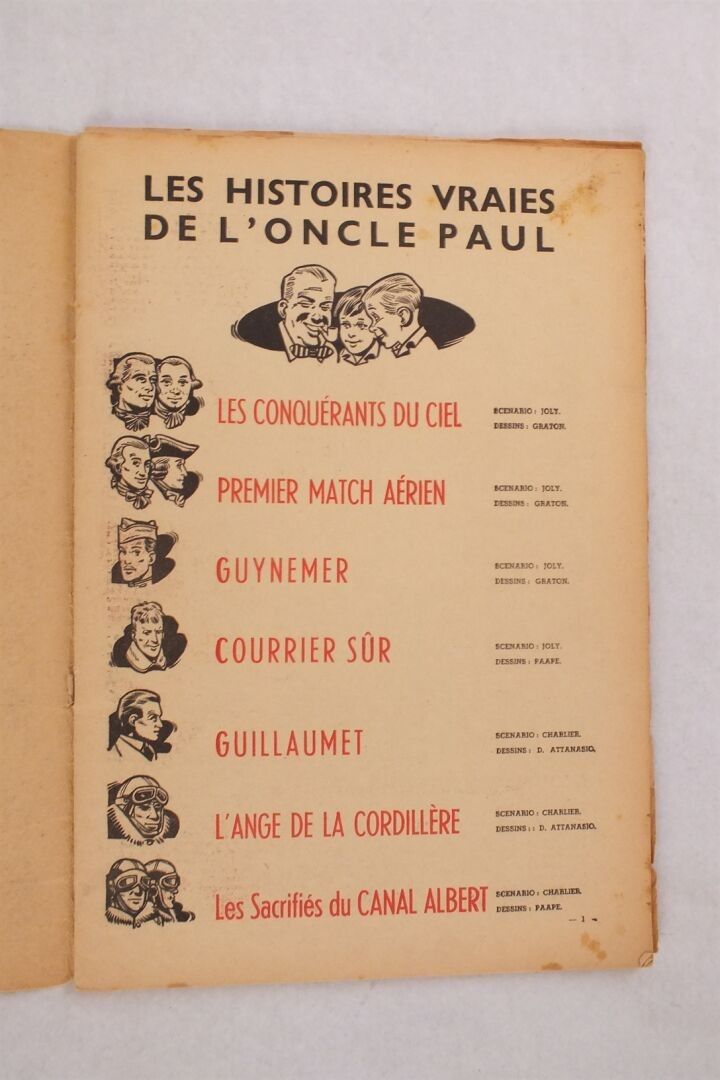 LES HISTOIRES VRAIES
DE L'ONCLE PAUL
LES CONQUÉRANTS DU CIEL
SCENARIO : JOLY.
DESSINS : GRATON.
PREMIER MATCH AÉRIEN
SCENARIO : JOLY.
DESSINS : GRATON.
GUYNEMER
SCENARIO : JOLY.
DESSINS : GRATON.
COURRIER SÛR
SCENARIO : JOLY.
DESSINS : PAAPE.
GUILLAUMET
SCENARIO : CHARLIER.
DESSINS : D. ATTANASIO.
L'ANGE DE LA CORDILLÈRE
SCENARIO : CHARLIER.
DESSINS : : D. ATTANASIO.
Les Sacrifiés du CANAL ALBERT
SCENARIO : CHARLIER.
DESSINS : PAAPE.
— 1 —